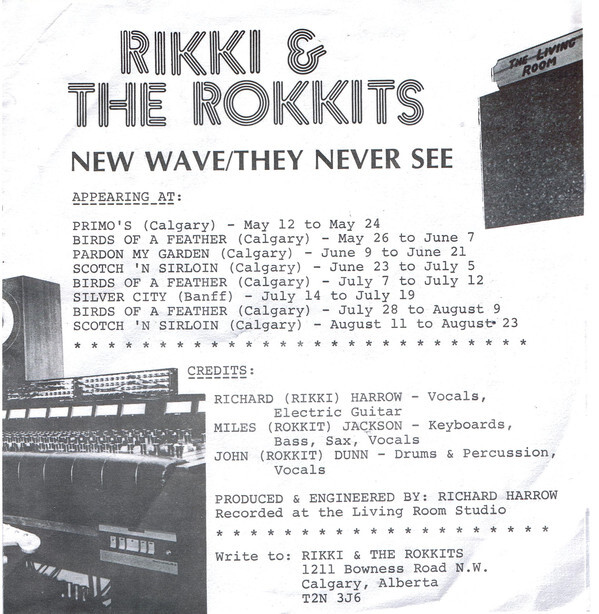 RIKKI &
THE ROKKITS
THE LIVING
ROOM
NEW WAVE/THEY NEVER SEE
APPEARING AT:
PRIMO'S (Calgary) - May 12 to May 24
BIRDS OF A FEATHER (Calgary) - May 26 to June 7
PARDON MY GARDEN (Calgary) - June 9 to June 21
SCOTCH 'N SIRLOIN (Calgary) - June 23 to July 5
BIRDS OF A FEATHER (Calgary) - July 7 to July 12
SILVER CITY (Banff) - July 14 to July 19
BIRDS OF A FEATHER (Calgary) - July 28 to August 9
SCOTCH 'N SIRLOIN (Calgary) - August 11 to August 23
* * * * * * * * * * * * * * * * * * * * * * * * * * * *
CREDITS:
RICHARD (RIKKI) HARROW - Vocals,
Electric Guitar
MILES (ROKKIT) JACKSON - Keyboards,
Bass, Sax, Vocals
JOHN (ROKKIT) DUNN - Drums & Percussion,
Vocals
PRODUCED & ENGINEERED BY: RICHARD HARROW
Recorded at the Living Room Studio
* * * * * * * * * * * * * * * * * * * * *
Write to: RIKKI & THE ROKKITS
1211 Bowness Road N.W.
Calgary, Alberta
T2N 3J6